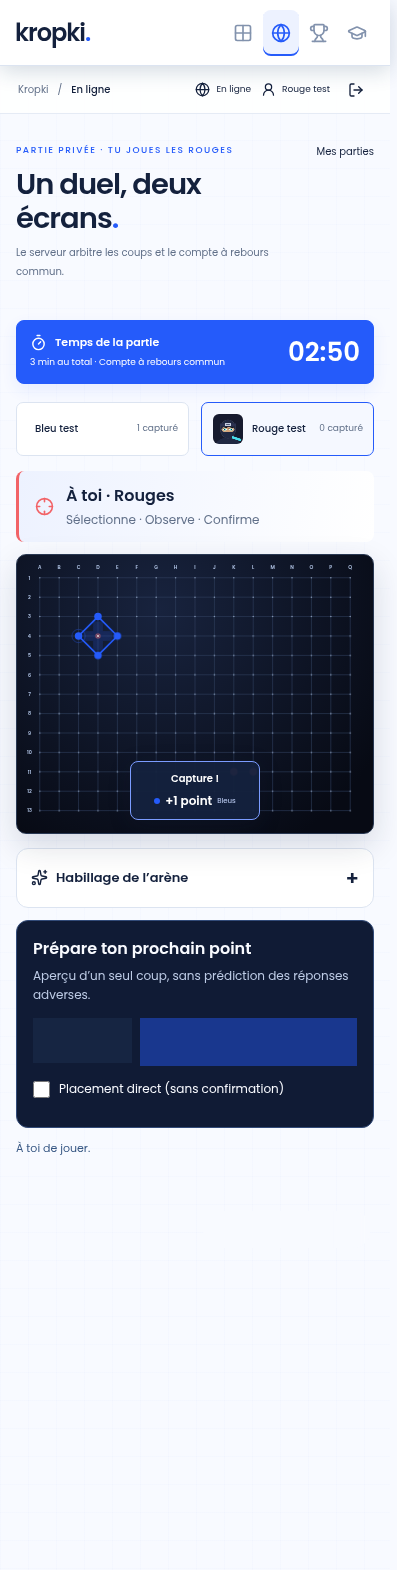 kropki.
Kropki / En ligne
En ligne
Rouge test
PARTIE PRIVÉE · TU JOUES LES ROUGES
Mes parties
Un duel, deux
écrans.
Le serveur arbitre les coups et le compte à rebours
commun.
Temps de la partie
3 min au total · Compte à rebours commun
02:50
Bleu test
1 capturé
Rouge test
0 capturé
À toi · Rouges
Sélectionne · Observe · Confirme
A B C D E F G H I J K L M N O P Q
1
2
3
4
5
6
7
8
9
10
11
12
13
Capture !
+1 point Bleus
Habillage de l’arène
+
Prépare ton prochain point
Aperçu d’un seul coup, sans prédiction des réponses
adverses.
Placement direct (sans confirmation)
À toi de jouer.